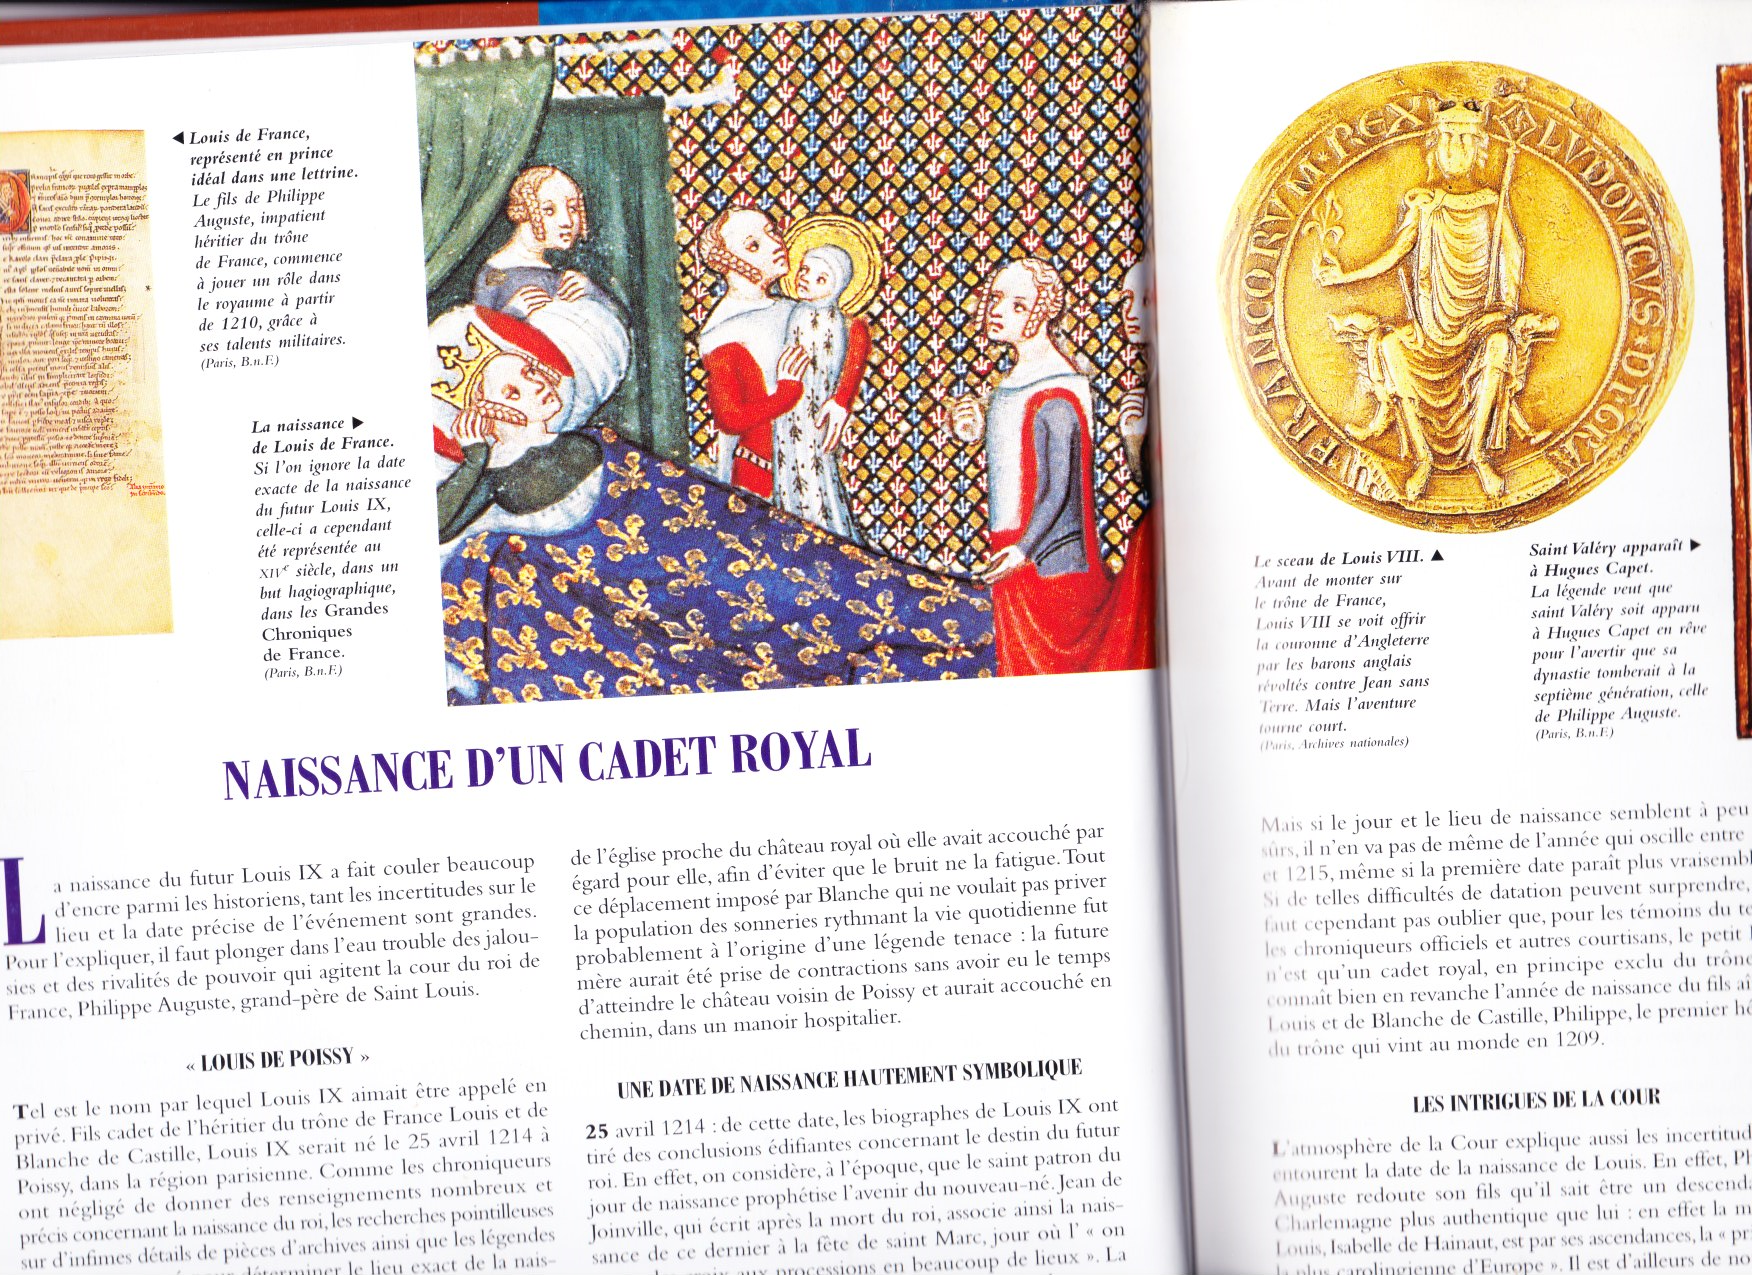 Louis de France,
représenté en prince
idéal dans une lettrine.
Le fils de Philippe
Auguste, impatient
héritier du trône
de France, commence
à jouer un rôle dans
le royaume à partir
de 1210, grâce à
ses talents militaires.
(Paris, B.n.F.)
La naissance
de Louis de France.
Si l'on ignore la date
exacte de la naissance
du futur Louis IX,
celle-ci a cependant
été représentée au
XIVe siècle, dans un
but hagiographique,
dans les Grandes
Chroniques
de France.
(Paris, B.n.F.)
NAISSANCE D'UN CADET ROYAL
La naissance du futur Louis IX a fait couler beaucoup
d'encre parmi les historiens, tant les incertitudes sur le
lieu et la date précise de l'événement sont grandes.
Pour l'expliquer, il faut plonger dans l'eau trouble des jalou-
sies et des rivalités de pouvoir qui agitent la cour du roi de
France, Philippe Auguste, grand-père de Saint Louis.
« LOUIS DE POISSY »
Tel est le nom par lequel Louis IX aimait être appelé en
privé. Fils cadet de l'héritier du trône de France Louis et de
Blanche de Castille, Louis IX serait né le 25 avril 1214 à
Poissy, dans la région parisienne. Comme les chroniqueurs
ont négligé de donner des renseignements nombreux et
précis concernant la naissance du roi, les recherches pointilleuses
sur d'infimes détails de pièces d'archives ainsi que les légendes
déterminer le lieu exact de la nais-
de l'église proche du château royal où elle avait accouché par
égard pour elle, afin d'éviter que le bruit ne la fatigue. Tout
ce déplacement imposé par Blanche qui ne voulait pas priver
la population des sonneries rythmant la vie quotidienne fut
probablement à l'origine d'une légende tenace : la future
mère aurait été prise de contractions sans avoir eu le temps
d'atteindre le château voisin de Poissy et aurait accouché en
chemin, dans un manoir hospitalier.
UNE DATE DE NAISSANCE HAUTEMENT SYMBOLIQUE
25 avril 1214 : de cette date, les biographes de Louis IX ont
tiré des conclusions édifiantes concernant le destin du futur
roi. En effet, on considère, à l'époque, que le saint patron du
jour de naissance prophétise l'avenir du nouveau-né. Jean de
Joinville, qui écrit après la mort du roi, associe ainsi la nais-
sance de ce dernier à la fête de saint Marc, jour où l' « on
aux processions en beaucoup de lieux ». La
LUDOVICVS DI GRA
FRANCORVM REX
Le sceau de Louis VIII.
Avant de monter sur
le trône de France,
Louis VIII se voit offrir
la couronne d'Angleterre
par les barons anglais
révoltés contre Jean sans
Terre. Mais l'aventure
tourne court.
(Paris, Archives nationales)
Saint Valéry apparaît
à Hugues Capet.
La légende veut que
saint Valéry soit apparu
à Hugues Capet en rêve
pour l'avertir que sa
dynastie tomberait à la
septième génération, celle
de Philippe Auguste.
(Paris, B.n.F.)
Mais si le jour et le lieu de naissance semblent à peu
sûrs, il n'en va pas de même de l'année qui oscille entre
et 1215, même si la première date paraît plus vraisembl
Si de telles difficultés de datation peuvent surprendre,
faut cependant pas oublier que, pour les témoins du te
les chroniqueurs officiels et autres courtisans, le petit
n'est qu'un cadet royal, en principe exclu du trône
connaît bien en revanche l'année de naissance du fils aî
Louis et de Blanche de Castille, Philippe, le premier hé
du trône qui vint au monde en 1209.
LES INTRIGUES DE LA COUR
L'atmosphère de la Cour explique aussi les incertitud
entourent la date de la naissance de Louis. En effet, Ph
Auguste redoute son fils qu'il sait être un descenda
Charlemagne plus authentique que lui : en effet la m
Louis, Isabelle de Hainaut, est par ses ascendances, la « pr
la plus carolingienne d'Europe ». Il est d'ailleurs de no